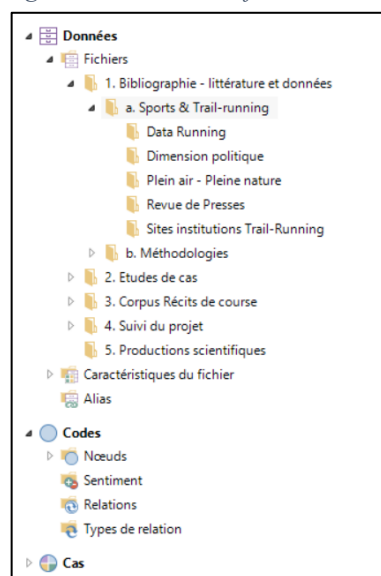 Données
Fichiers
1. Bibliographie - littérature et données
a. Sports & Trail-running
Data Running
Dimension politique
Plein air - Pleine nature
Revue de Presses
Sites institutions Trail-Running
b. Méthodologies
2. Etudes de cas
3. Corpus Récits de course
4. Suivi du projet
5. Productions scientifiques
Caractéristiques du fichier
Alias
Codes
Nœuds
Sentiment
Relations
Types de relation
Cas